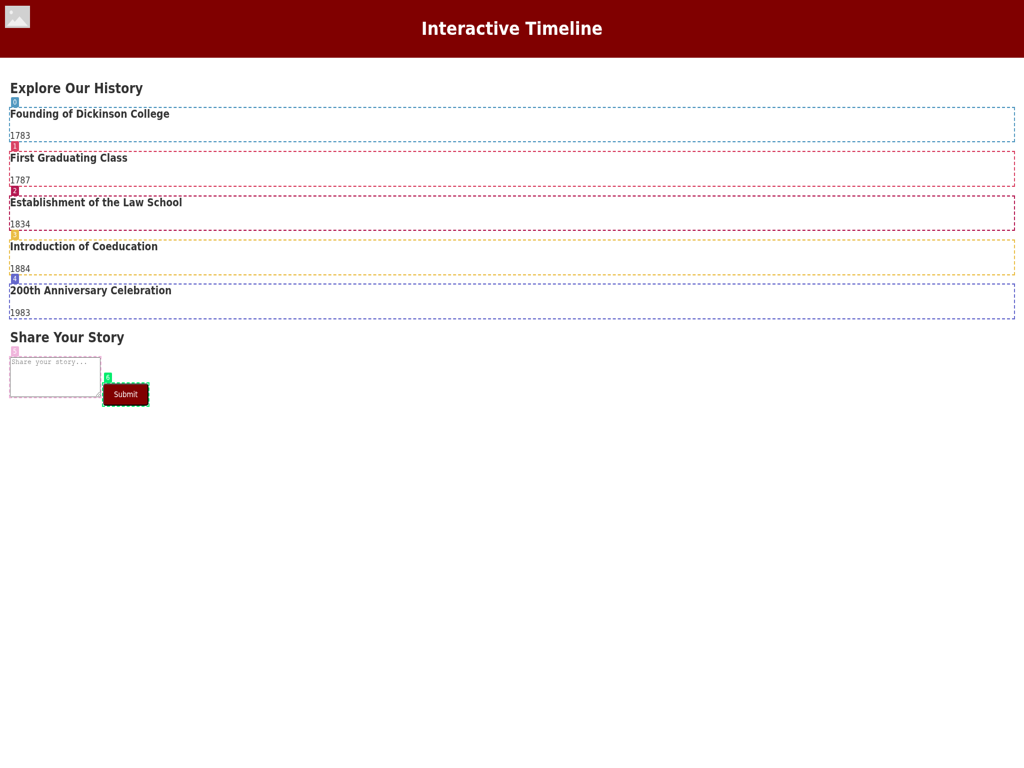 Interactive Timeline
Explore Our History
0
Founding of Dickinson College
1783
1
First Graduating Class
1787
2
Establishment of the Law School
1834
3
Introduction of Coeducation
1884
4
200th Anniversary Celebration
1983
Share Your Story
5
Share your story...
6
Submit